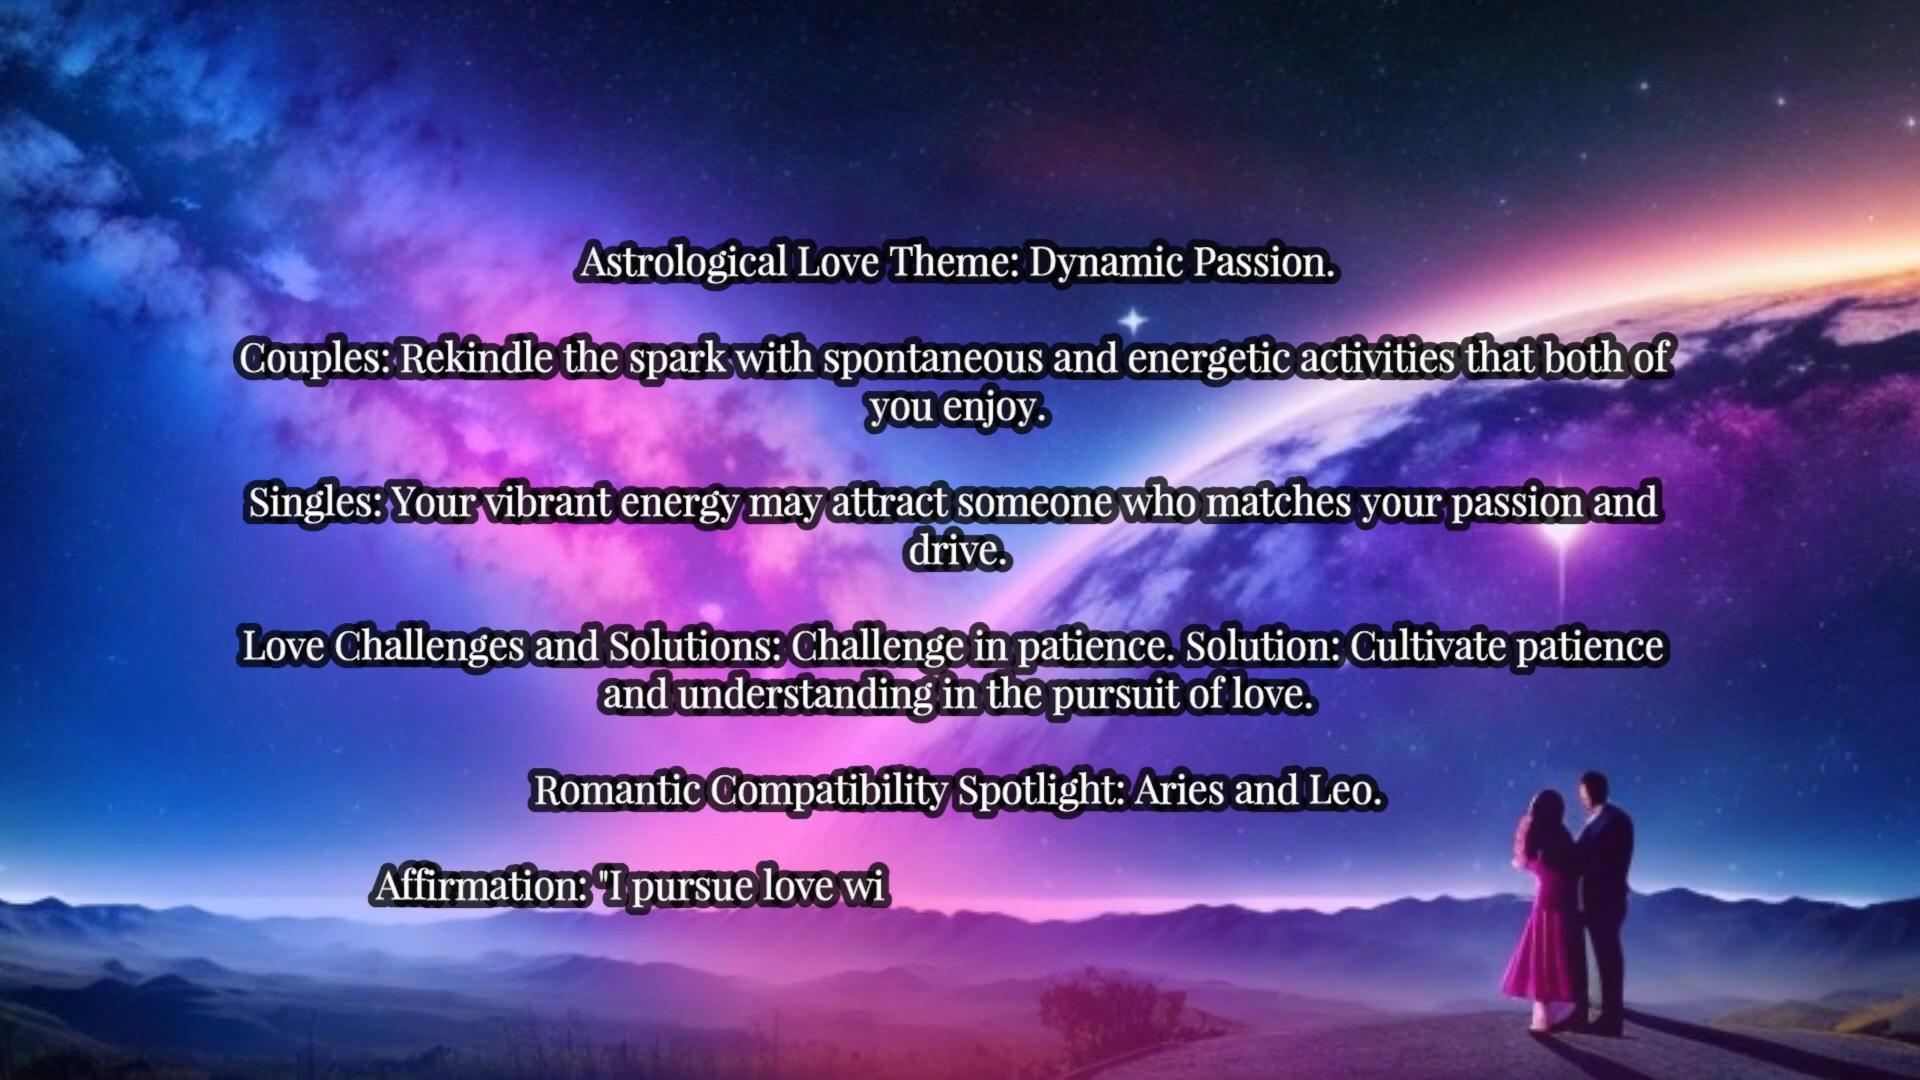 Astrological Love Theme: Dynamic Passion.
Couples: Rekindle the spark with spontaneous and energetic activities that both of
you enjoy.
Singles: Your vibrant energy may attract someone who matches your passion and
drive.
Love Challenges and Solutions: Challenge in patience. Solution: Cultivate patience
and understanding in the pursuit of love.
Romantic Compatibility Spotlight: Aries and Leo.
Affirmation: "I pursue love wi